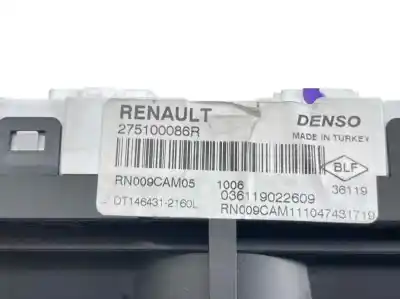 RENAULT DENSO
275100086R MADE IN TURKEY
BLF
RN009CAM05 1006 36119
036119022609
DT146431-2160L RN009CAM111047431719